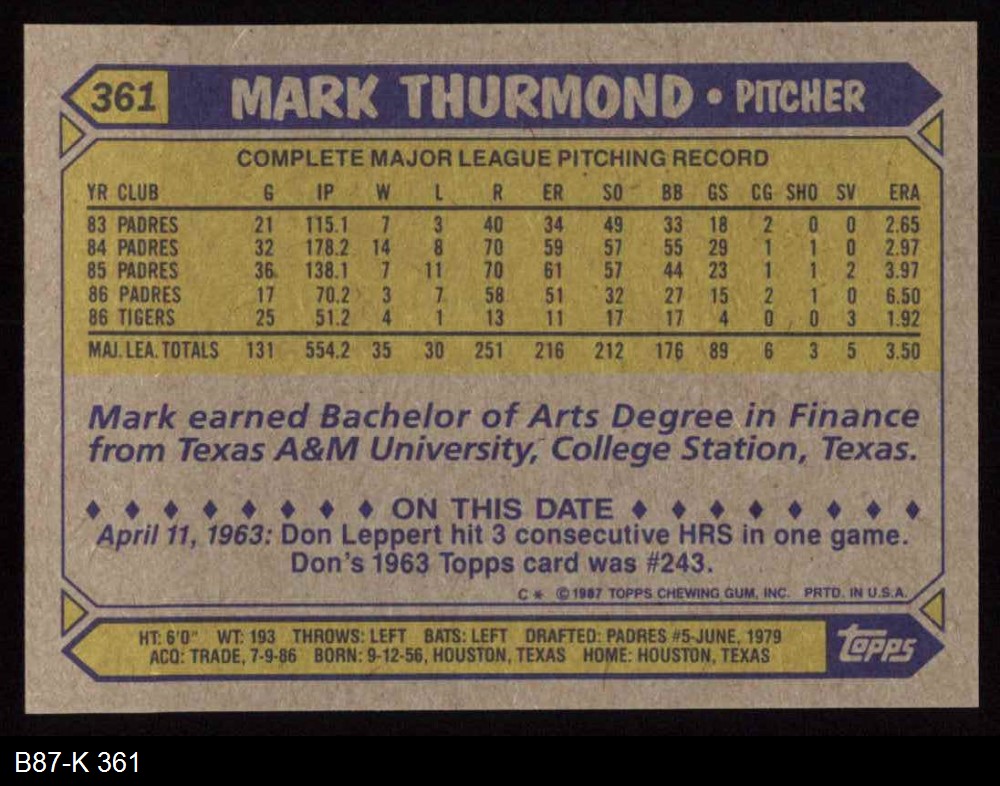 361 MARK THURMOND • PITCHER
COMPLETE MAJOR LEAGUE PITCHING RECORD
YR CLUB G IP W L R ER SO BB GS CG SHO SV ERA
83 PADRES 21 115.1 7 3 40 34 49 33 18 2 0 0 2.65
84 PADRES 32 178.2 14 8 70 59 57 55 29 1 1 0 2.97
85 PADRES 36 138.1 7 11 70 61 57 44 23 1 1 2 3.97
86 PADRES 17 70.2 3 7 58 51 32 27 15 2 1 0 6.50
86 TIGERS 25 51.2 4 1 13 11 17 17 4 0 0 3 1.92
MAJ. LEA. TOTALS 131 554.2 35 30 251 216 212 176 89 6 3 5 3.50
Mark earned Bachelor of Arts Degree in Finance
from Texas A&M University, College Station, Texas.
♦ ♦ ♦ ♦ ♦ ♦ ♦ ♦ ON THIS DATE ♦ ♦ ♦ ♦ ♦ ♦ ♦ ♦
April 11, 1963: Don Leppert hit 3 consecutive HRS in one game.
Don's 1963 Topps card was #243.
C * © 1987 TOPPS CHEWING GUM, INC. PRTD. IN U.S.A.
HT: 6'0" WT: 193 THROWS: LEFT BATS: LEFT DRAFTED: PADRES #5-JUNE, 1979
ACQ: TRADE, 7-9-86 BORN: 9-12-56, HOUSTON, TEXAS HOME: HOUSTON, TEXAS
topps
B87-K 361